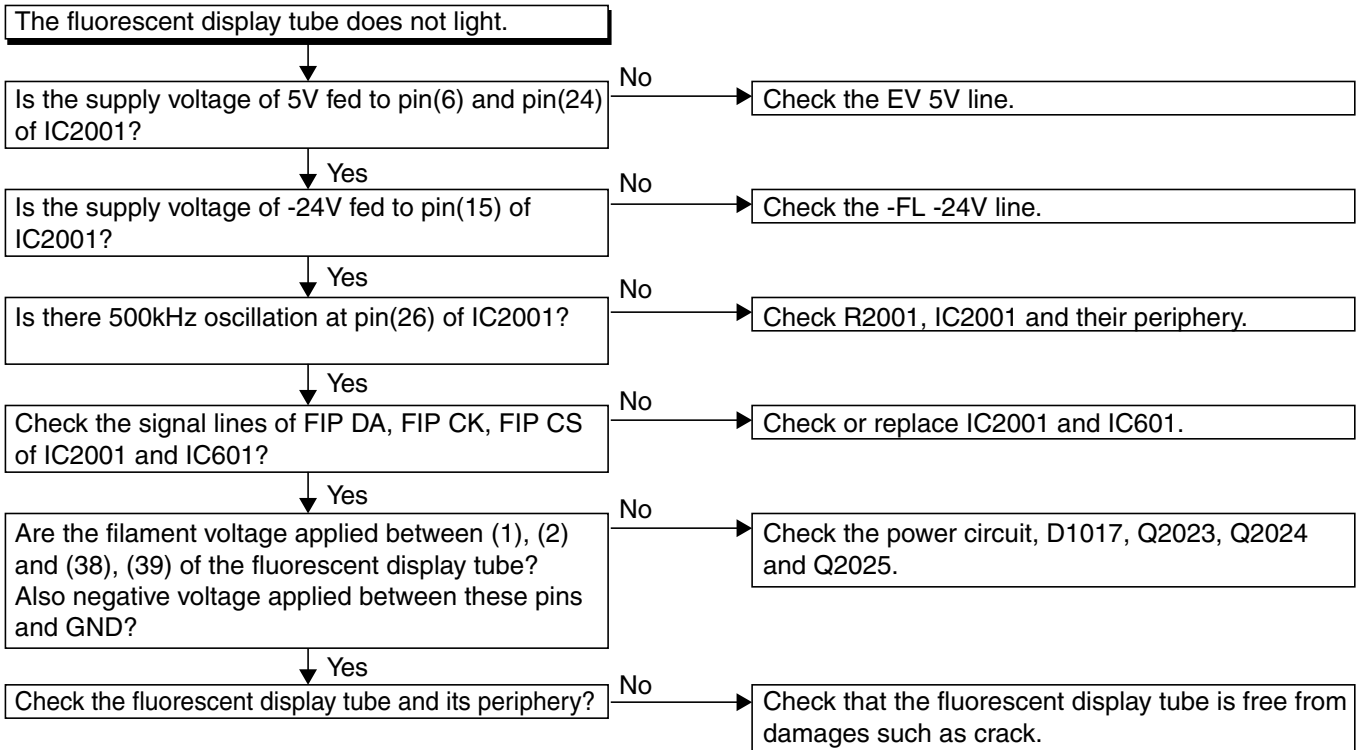 The fluorescent display tube does not light.
Is the supply voltage of 5V fed to pin(6) and pin(24)
of IC2001?
No
Check the EV 5V line.
Yes
Is the supply voltage of -24V fed to pin(15) of
IC2001?
No
Check the -FL -24V line.
Yes
Is there 500kHz oscillation at pin(26) of IC2001?
No
Check R2001, IC2001 and their periphery.
Yes
Check the signal lines of FIP DA, FIP CK, FIP CS
of IC2001 and IC601?
No
Check or replace IC2001 and IC601.
Yes
Are the filament voltage applied between (1), (2)
and (38), (39) of the fluorescent display tube?
Also negative voltage applied between these pins
and GND?
No
Check the power circuit, D1017, Q2023, Q2024
and Q2025.
Yes
Check the fluorescent display tube and its periphery?
No
Check that the fluorescent display tube is free from
damages such as crack.